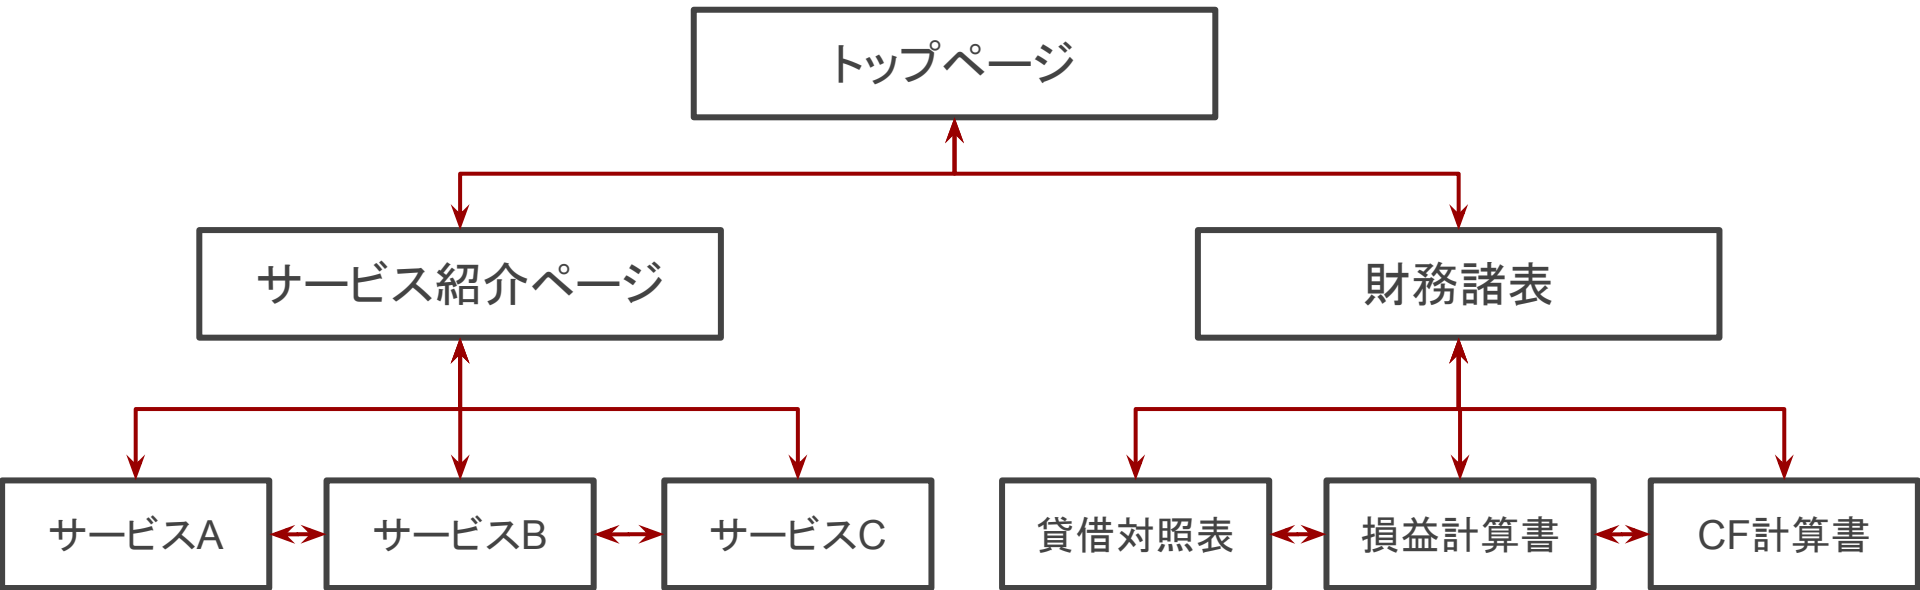 トップページ
サービス紹介ページ
財務諸表
サービスA
サービスB
サービスC
貸借対照表
損益計算書
CF計算書